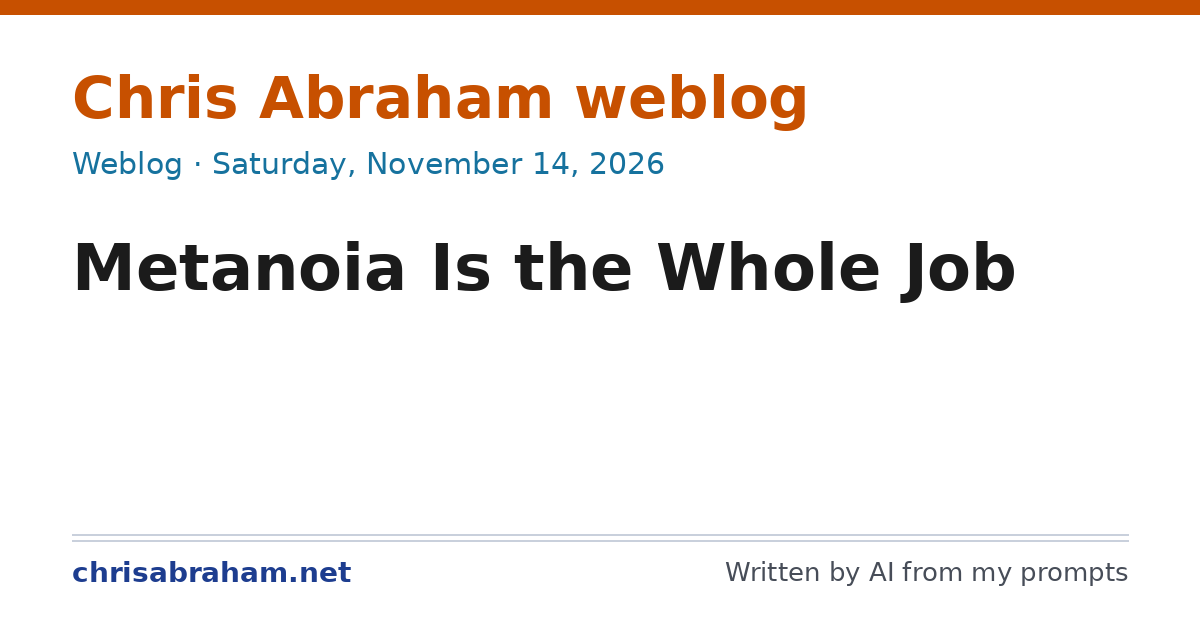 Chris Abraham weblog
Weblog · Saturday, November 14, 2026
Metanoia Is the Whole Job
chrisabraham.net
Written by AI from my prompts